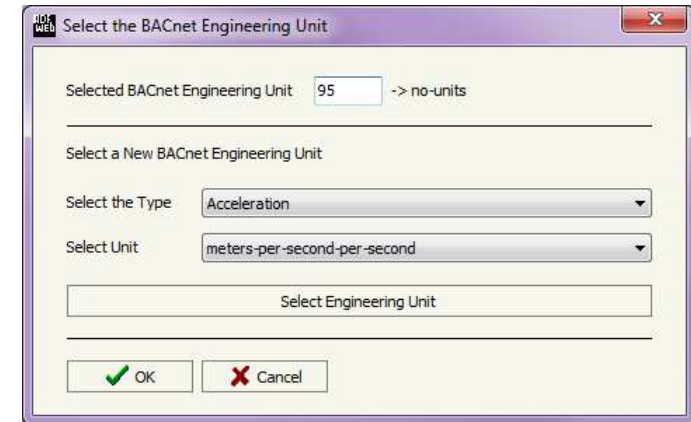 Select the BACnet Engineering Unit
Selected BACnet Engineering Unit 95 -> no-units
Select a New BACnet Engineering Unit
Select the Type Acceleration
Select Unit meters-per-second-per-second
Select Engineering Unit
OK Cancel